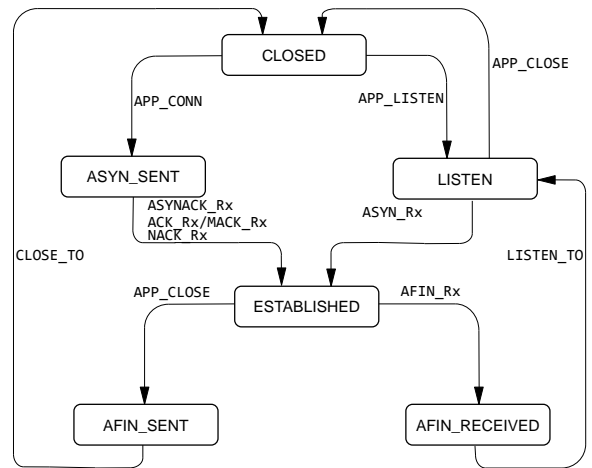 CLOSED
APP_CLOSE
APP_CONN
APP_LISTEN
ASYN_SENT
LISTEN
ASYNACK_Rx
ACK_Rx/MACK_Rx
NACK_Rx
ASYN_Rx
CLOSE_TO
LISTEN_TO
APP_CLOSE
AFIN_Rx
ESTABLISHED
AFIN_SENT
AFIN_RECEIVED